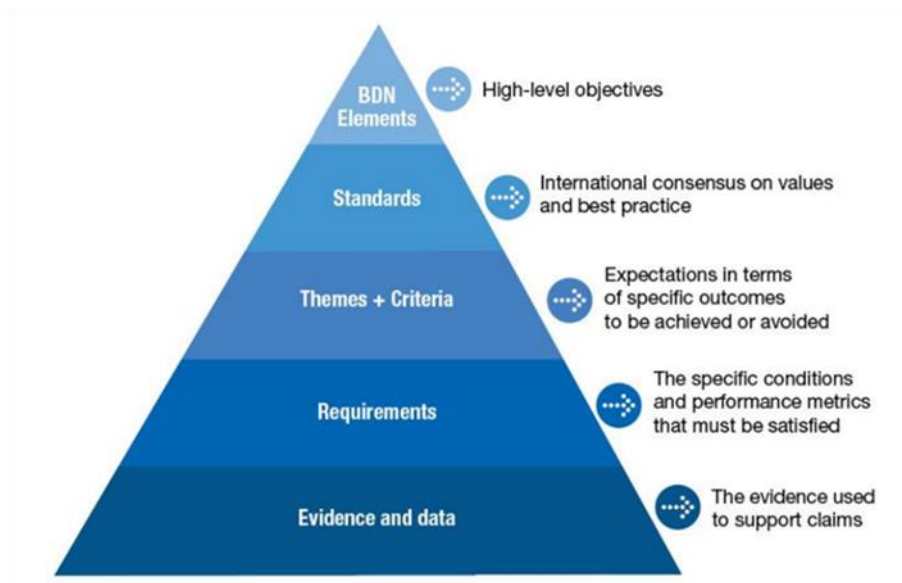 BDN
Elements
High-level objectives
Standards
International consensus on values
and best practice
Themes + Criteria
Expectations in terms
of specific outcomes
to be achieved or avoided
Requirements
The specific conditions
and performance metrics
that must be satisfied
Evidence and data
The evidence used
to support claims